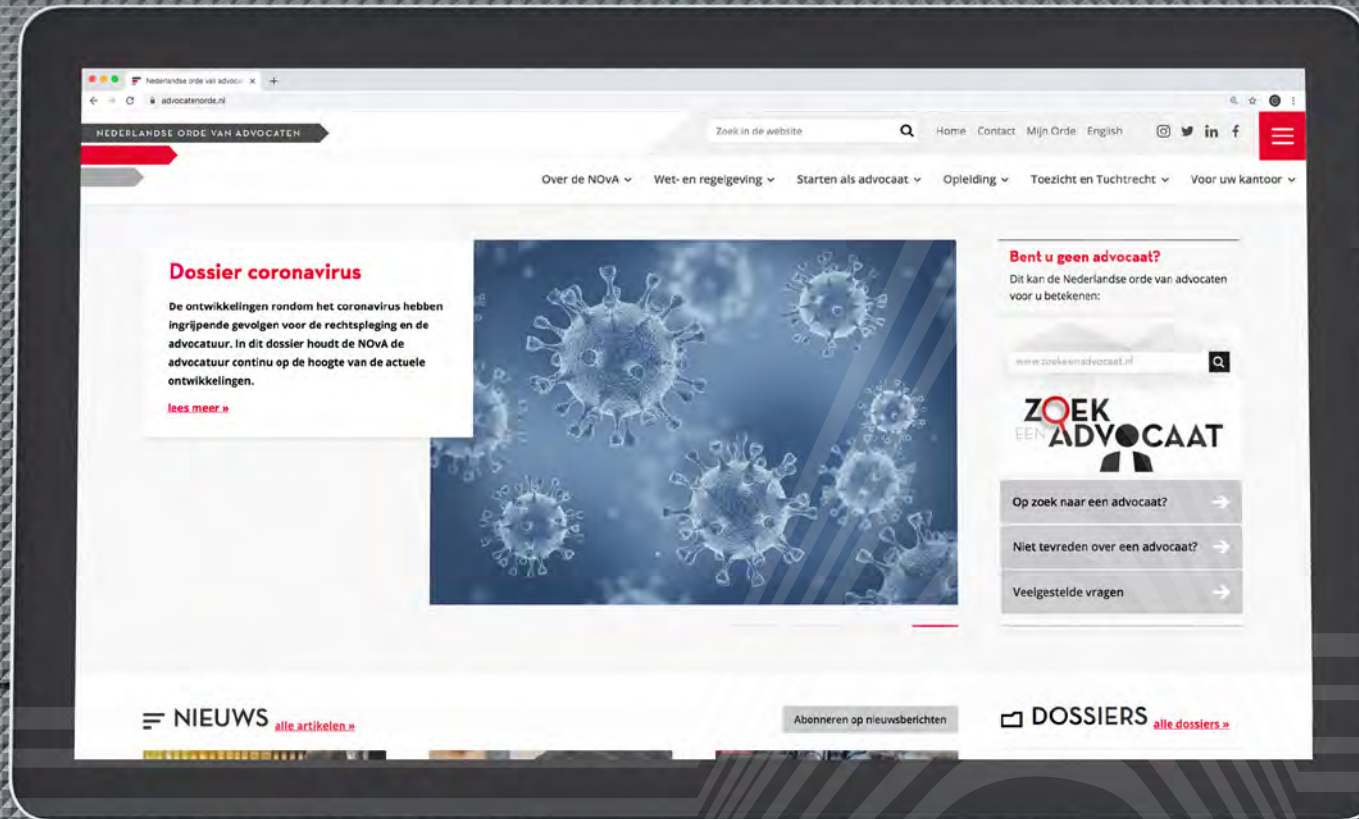 Nederlandse orde van advocat
advocatenorde.nl
NEDERLANDSE ORDE VAN ADVOCATEN
Zoek in de website
Home Contact Mijn Orde English
Over de NOvA Wet- en regelgeving Starten als advocaat Opleiding Toezicht en Tuchtrecht Voor uw kantoor
Dossier coronavirus
De ontwikkelingen rondom het coronavirus hebben
ingrijpende gevolgen voor de rechtspleging en de
advocatuur. In dit dossier houdt de NOvA de
advocatuur continu op de hoogte van de actuele
ontwikkelingen.
lees meer »
Bent u geen advocaat?
Dit kan de Nederlandse orde van advocaten
voor u betekenen:
www.zoekeenadvocaat.nl
ZOEK
EEN ADVOCAAT
Op zoek naar een advocaat?
Niet tevreden over een advocaat?
Veelgestelde vragen
NIEUWS alle artikelen »
Abonneren op nieuwsberichten
DOSSIERS alle dossiers »